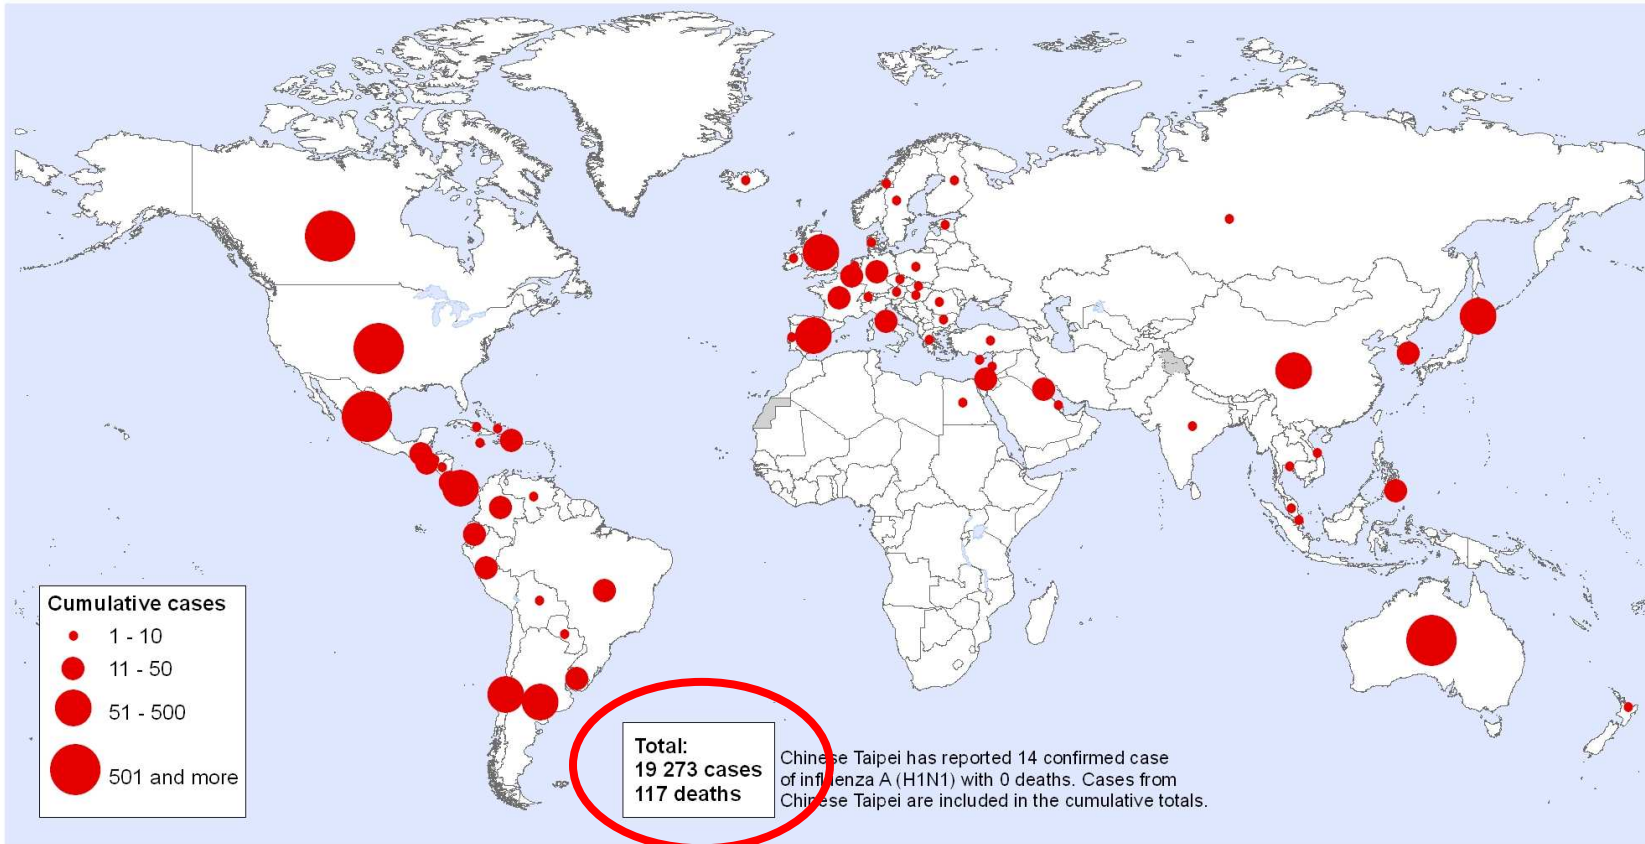 Cumulative cases
1 - 10
11 - 50
51 - 500
501 and more
Total:
19 273 cases
117 deaths
Chinese Taipei has reported 14 confirmed case
of influenza A (H1N1) with 0 deaths. Cases from
Chinese Taipei are included in the cumulative totals.